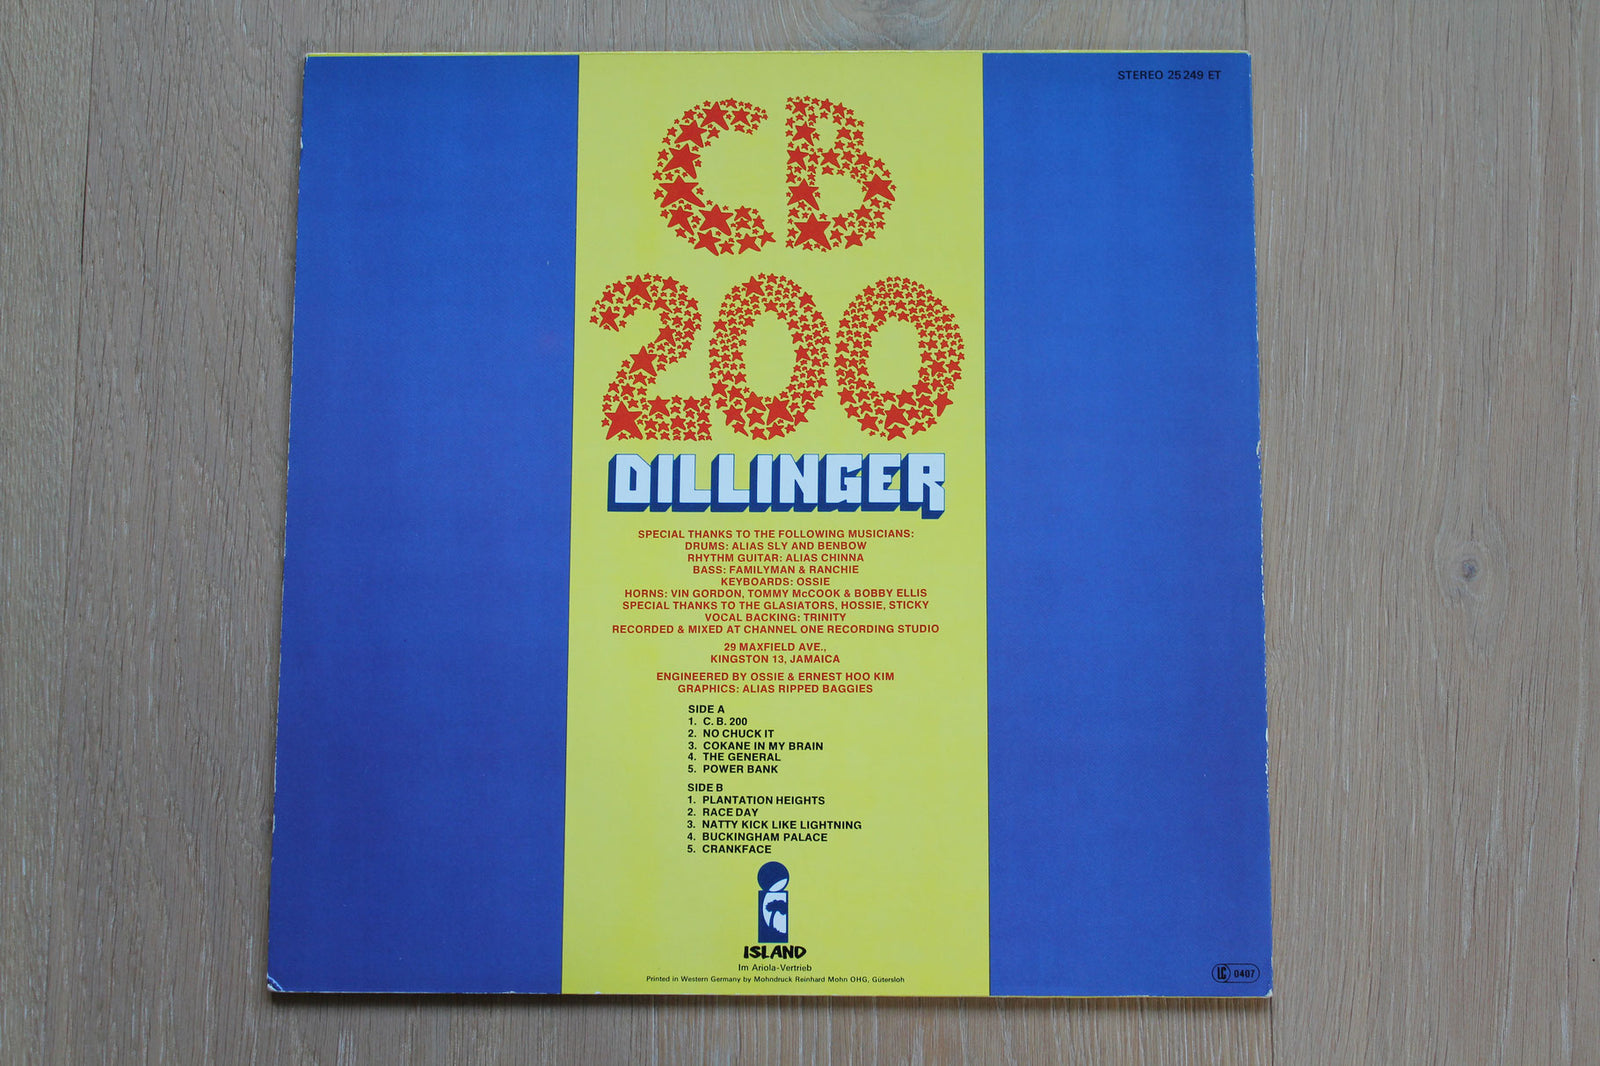 STEREO 25 249 ET
CB
200
DILLINGER
SPECIAL THANKS TO THE FOLLOWING MUSICIANS:
DRUMS: ALIAS SLY AND BENBOW
RHYTHM GUITAR: ALIAS CHINNA
BASS: FAMILYMAN & RANCHIE
KEYBOARDS: OSSIE
HORNS: VIN GORDON, TOMMY McCOOK & BOBBY ELLIS
SPECIAL THANKS TO THE GLASIATORS, HOSSIE, STICKY
VOCAL BACKING: TRINITY
RECORDED & MIXED AT CHANNEL ONE RECORDING STUDIO
29 MAXFIELD AVE.,
KINGSTON 13, JAMAICA
ENGINEERED BY OSSIE & ERNEST HOO KIM
GRAPHICS: ALIAS RIPPED BAGGIES
SIDE A
1. C. B. 200
2. NO CHUCK IT
3. COKANE IN MY BRAIN
4. THE GENERAL
5. POWER BANK
SIDE B
1. PLANTATION HEIGHTS
2. RACE DAY
3. NATTY KICK LIKE LIGHTNING
4. BUCKINGHAM PALACE
5. CRANKFACE
ISLAND
Im Ariola-Vertrieb
Printed in Western Germany by Mohndruck Reinhard Mohn OHG, Gütersloh
LC 0407